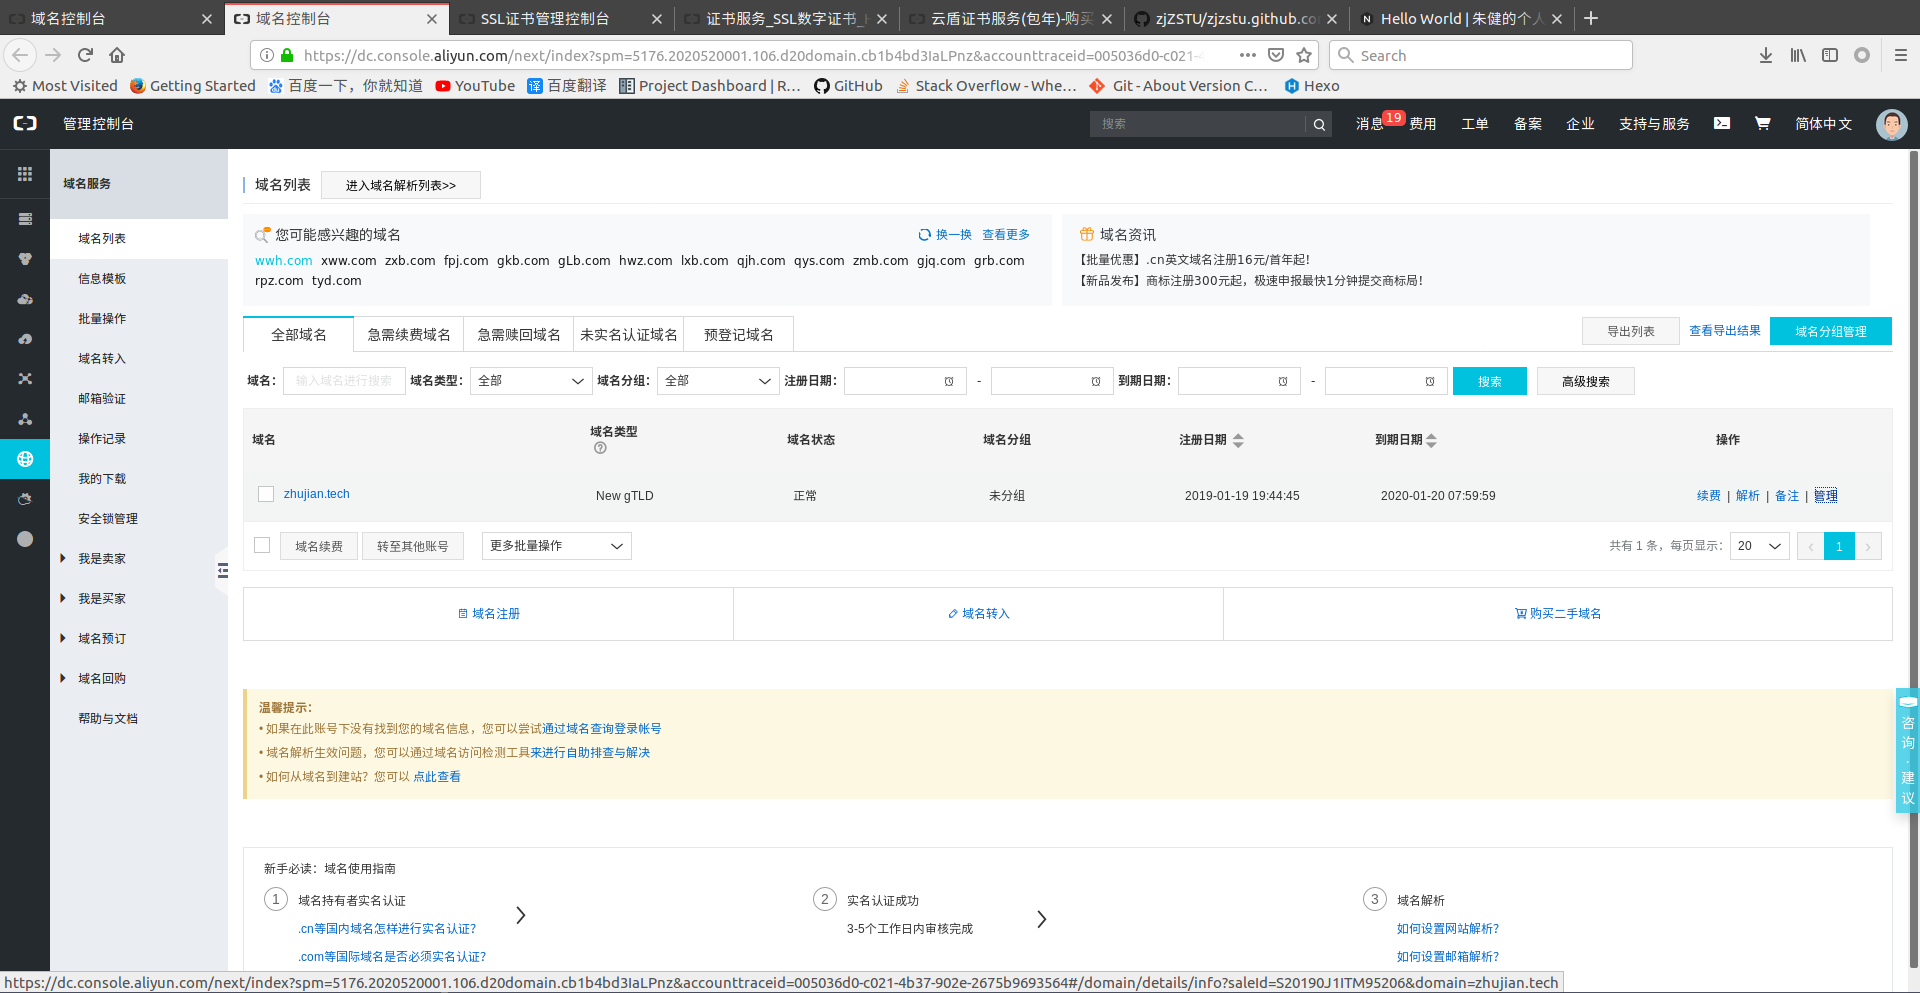 域名控制台
域名控制台
SSL证书管理控制台
证书服务_SSL数字证书_H
云盾证书服务(包年)-购买
zjZSTU/zjzstu.github.co
Hello World | 朱健的个人
https://dc.console.aliyun.com/next/index?spm=5176.2020520001.106.d20domain.cb1b4bd3IaLPnz&accounttraceid=005036d0-c021-4
Search
Most Visited
Getting Started
百度一下，你就知道
YouTube
百度翻译
Project Dashboard | R...
GitHub
Stack Overflow - Whe...
Git - About Version C...
Hexo
管理控制台
搜索
消息 19
费用
工单
备案
企业
支持与服务
简体中文
域名服务
域名列表
信息模板
批量操作
域名转入
邮箱验证
操作记录
我的下载
安全锁管理
我是卖家
我是买家
域名预订
域名回购
帮助与文档
域名列表
进入域名解析列表>>
您可能感兴趣的域名
换一换 查看更多
wwh.com xww.com zxb.com fpj.com gkb.com gLb.com hwz.com lxb.com qjh.com qys.com zmb.com gjq.com grb.com
rpz.com tyd.com
域名资讯
【批量优惠】.cn英文域名注册16元/首年起!
【新品发布】商标注册300元起，极速申报最快1分钟提交商标局!
全部域名
急需续费域名
急需赎回域名
未实名认证域名
预登记域名
导出列表
查看导出结果
域名分组管理
域名: 输入域名进行搜索 域名类型: 全部 域名分组: 全部 注册日期: - 到期日期: - 搜索 高级搜索
域名 域名类型 域名状态 域名分组 注册日期 到期日期 操作
zhujian.tech New gTLD 正常 未分组 2019-01-19 19:44:45 2020-01-20 07:59:59 续费 | 解析 | 备注 | 管理
域名续费 转至其他账号 更多批量操作 共有 1 条，每页显示: 20 ‹ 1 ›
域名注册
域名转入
购买二手域名
温馨提示:
• 如果在此账号下没有找到您的域名信息，您可以尝试通过域名查询登录帐号
• 域名解析生效问题，您可以通过域名访问检测工具来进行自助排查与解决
• 如何从域名到建站? 您可以 点此查看
咨询·建议
新手必读: 域名使用指南
1 域名持有者实名认证
.cn等国内域名怎样进行实名认证?
.com等国际域名是否必须实名认证?
2 实名认证成功
3-5个工作日内审核完成
3 域名解析
如何设置网站解析?
如何设置邮箱解析?
https://dc.console.aliyun.com/next/index?spm=5176.2020520001.106.d20domain.cb1b4bd3IaLPnz&accounttraceid=005036d0-c021-4b37-902e-2675b9693564#/domain/details/info?saleId=S20190J1ITM95206&domain=zhujian.tech